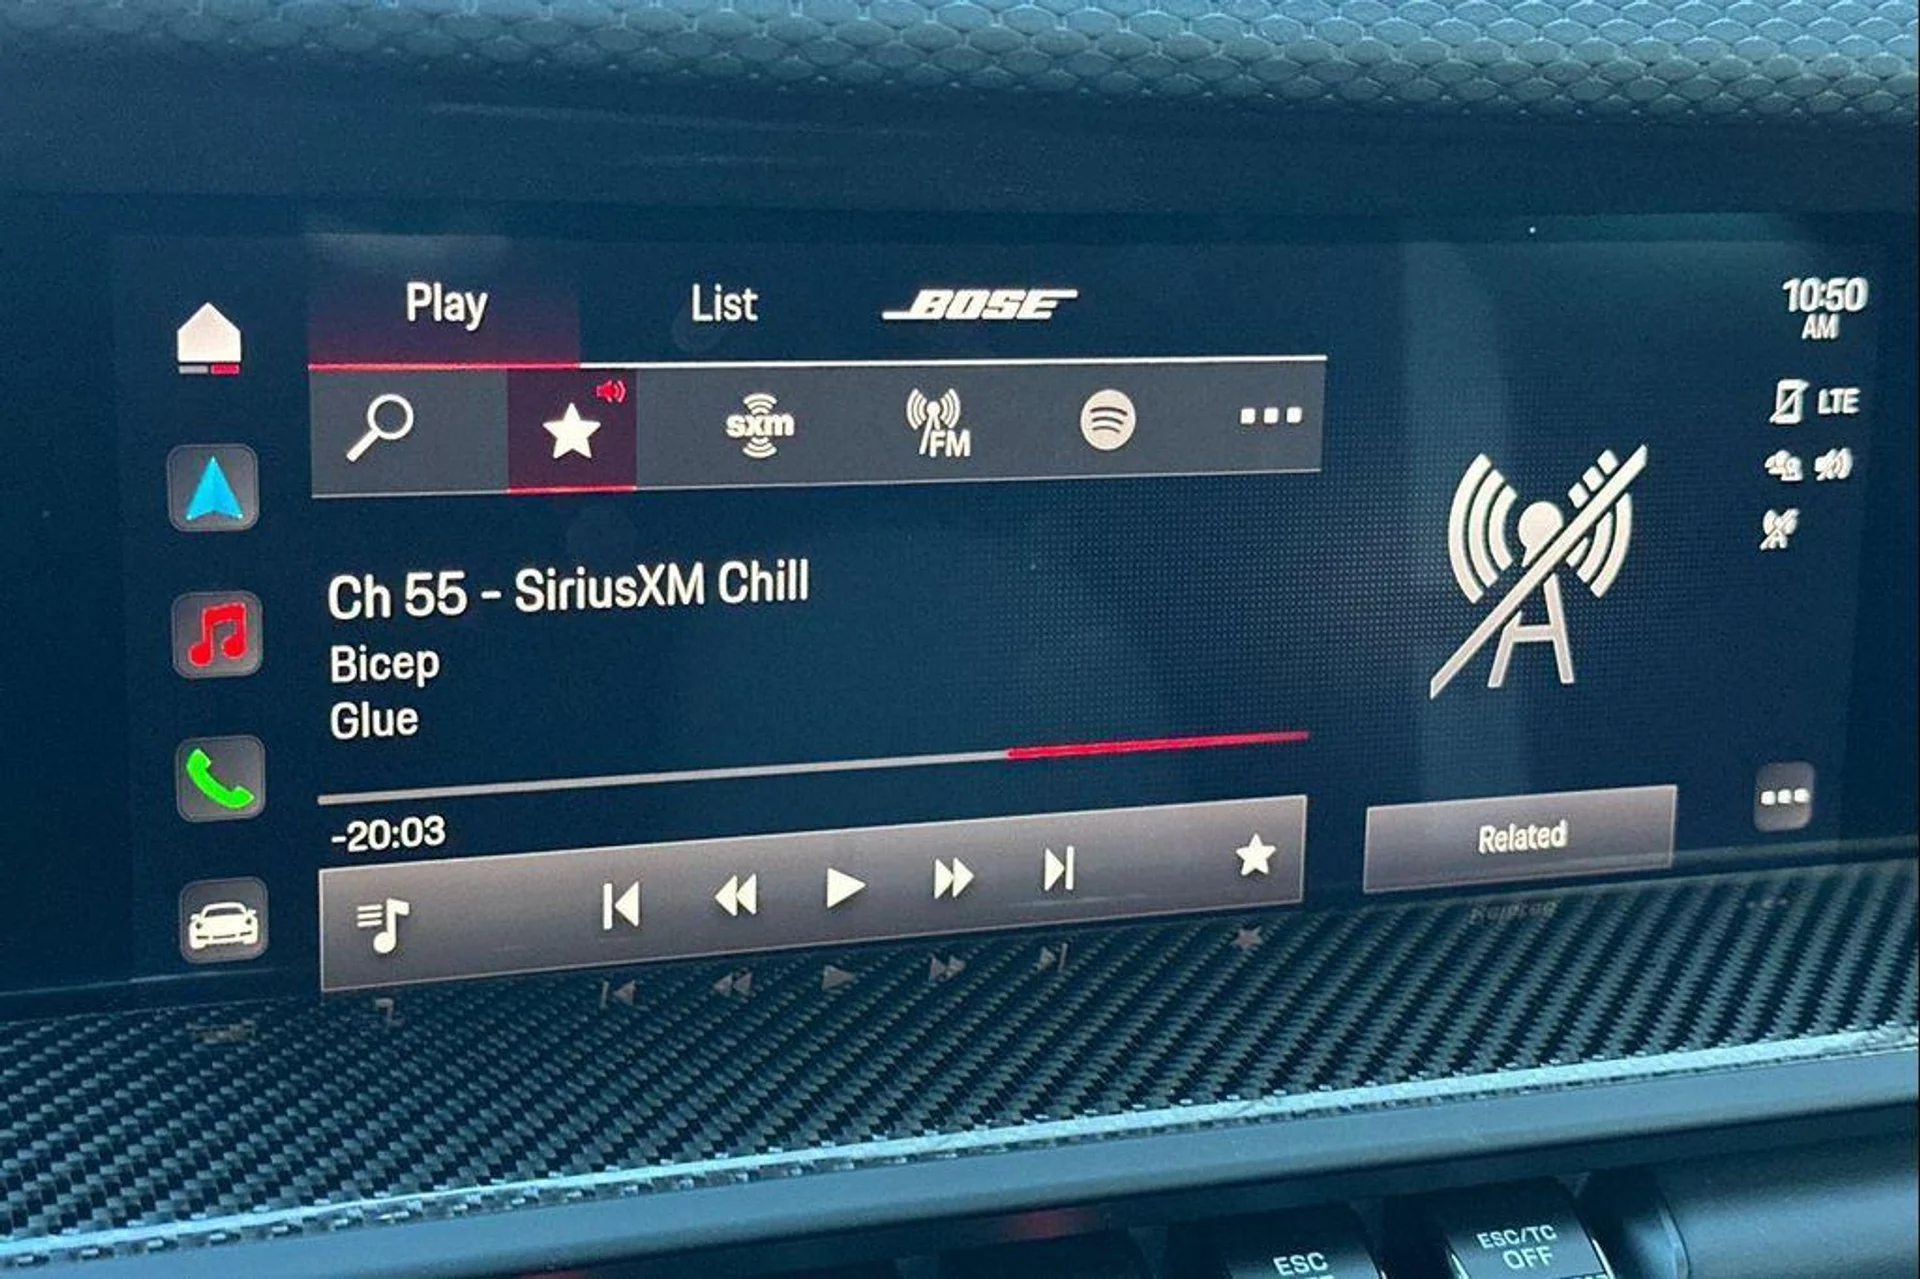 Play
List
BOSE
10:50
AM
sxm
FM
LTE
Ch 55 - SiriusXM Chill
Bicep
Glue
-20:03
Related
ESC
ESC/TC
OFF